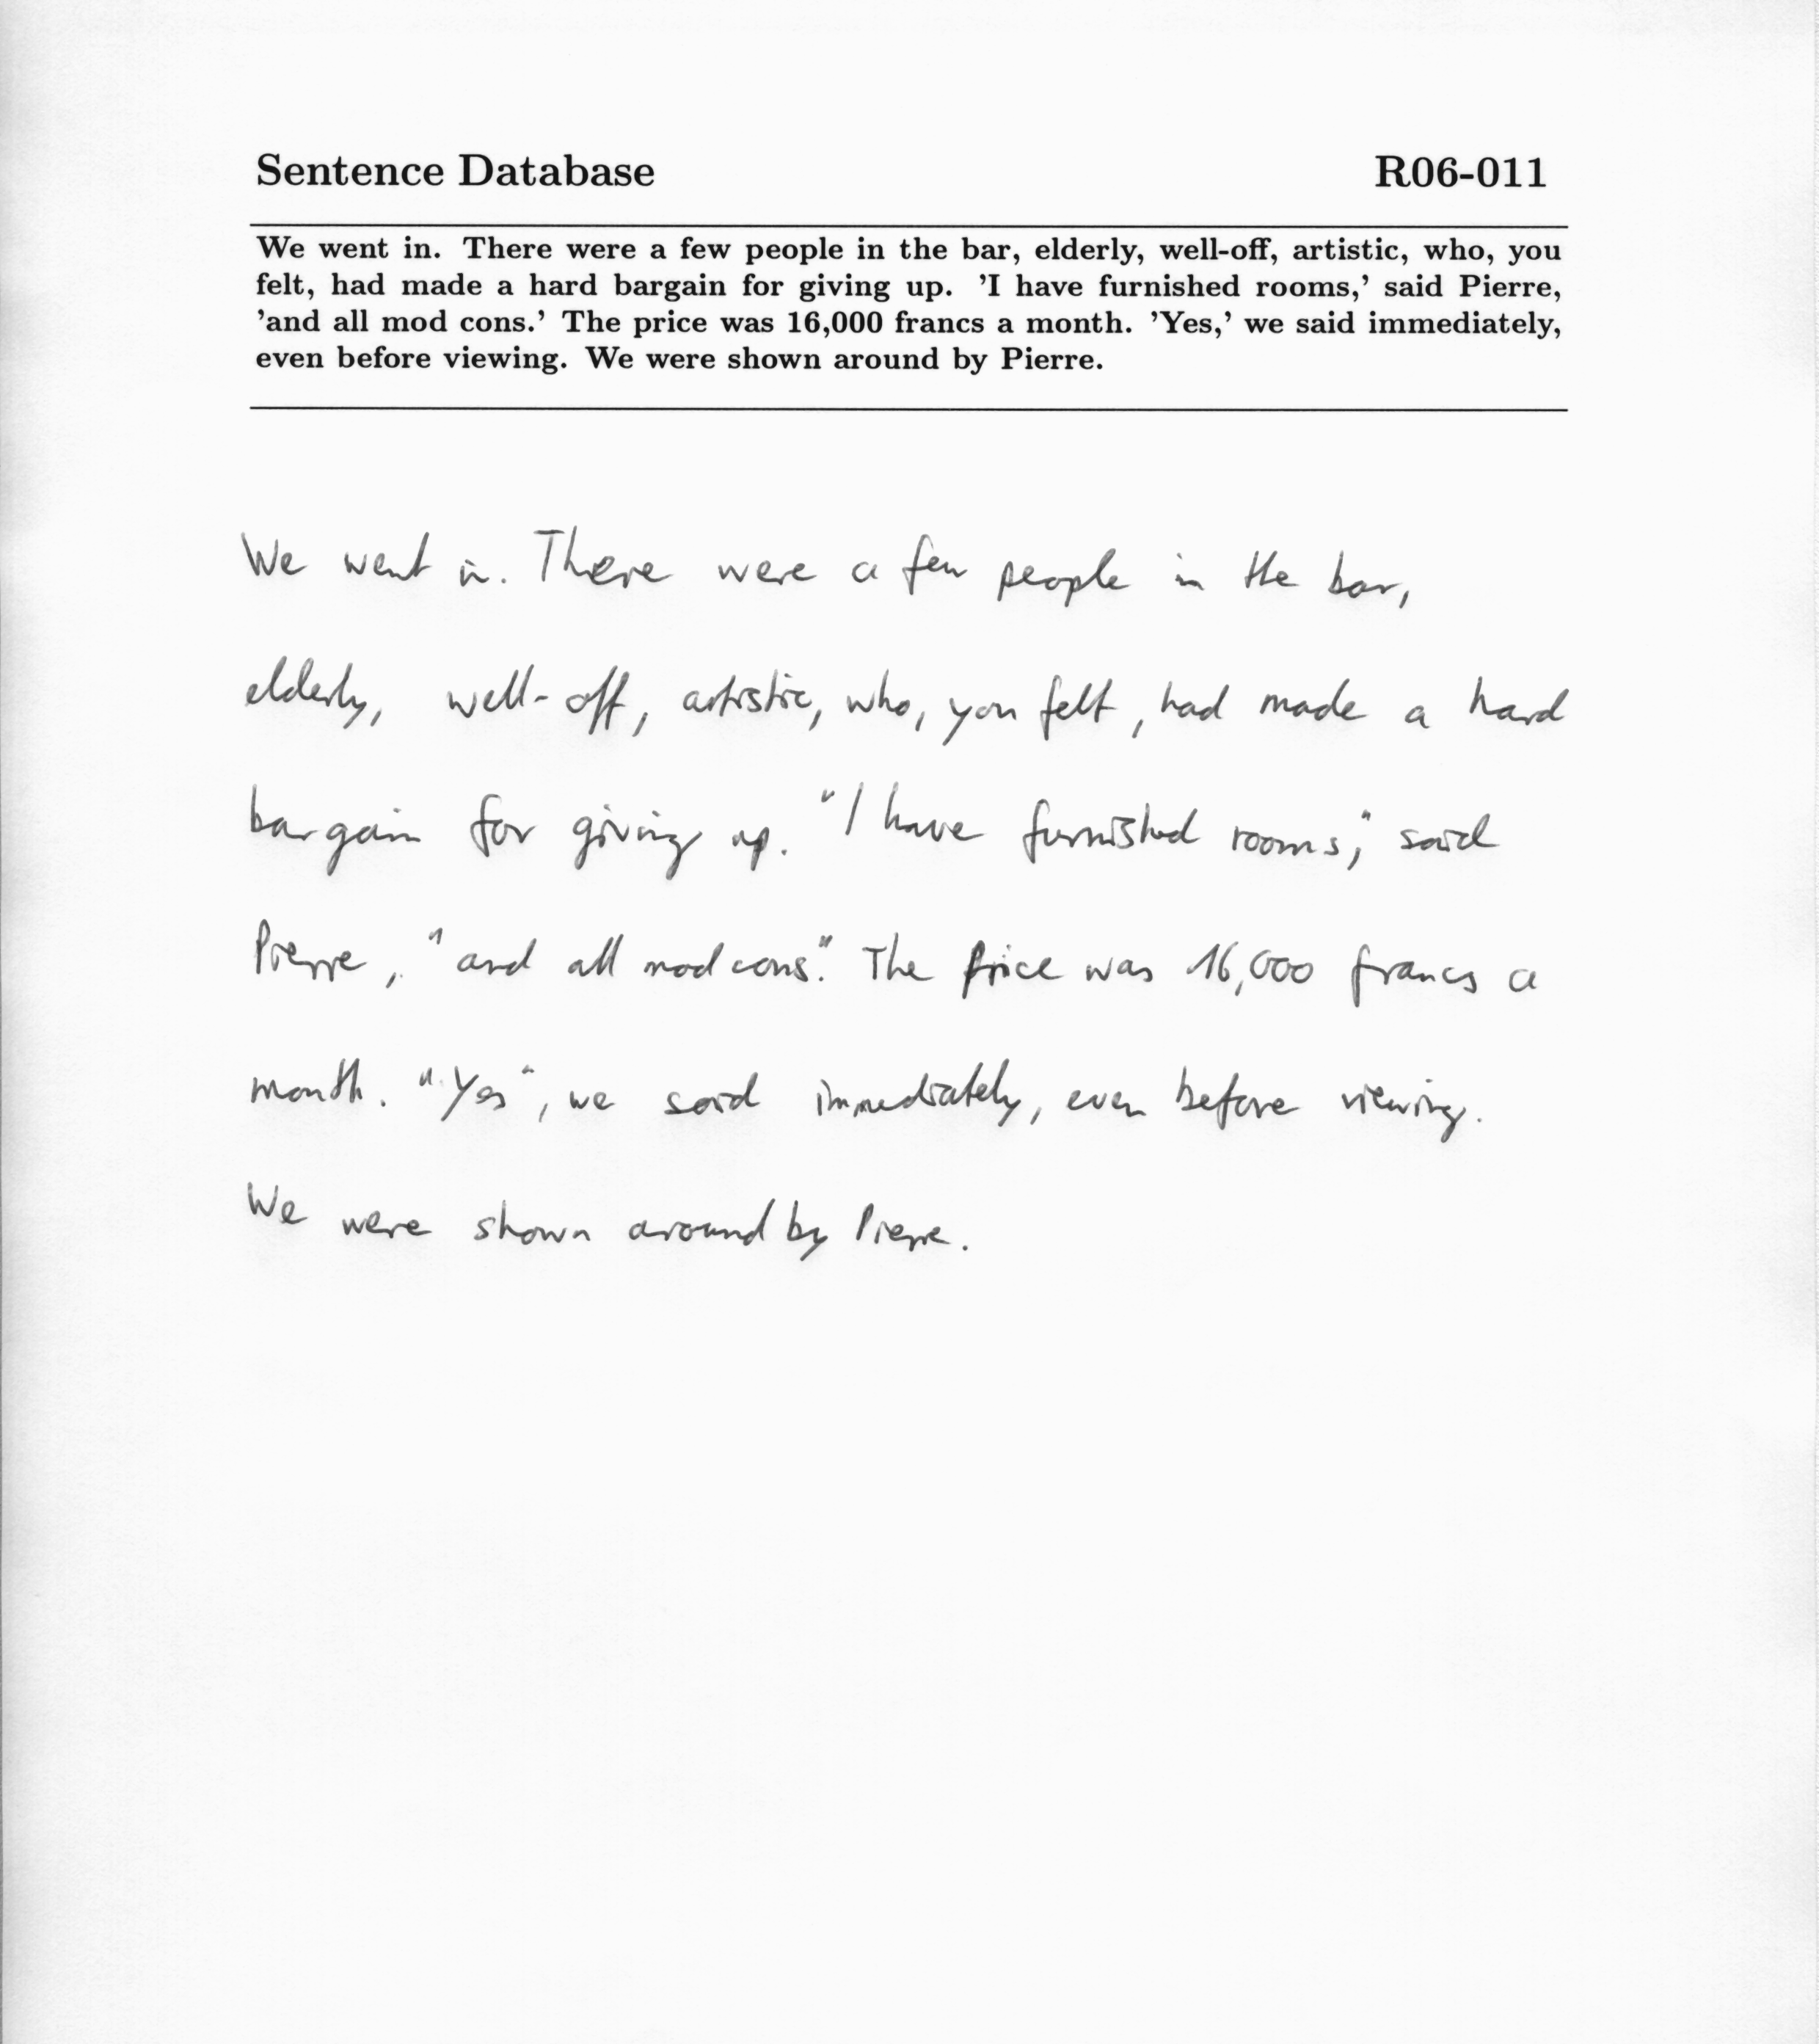 Sentence Database R06-011
We went in. There were a few people in the bar, elderly, well-off, artistic, who, you
felt, had made a hard bargain for giving up. 'I have furnished rooms,' said Pierre,
'and all mod cons.' The price was 16,000 francs a month. 'Yes,' we said immediately,
even before viewing. We were shown around by Pierre.
We went in. There were a few people in the bar,
elderly, well-off, artistic, who, you felt, had made a hard
bargain for giving up. "I have furnished rooms," said
Pierre, "and all mod cons." The price was 16,000 francs a
month. "Yes", we said immediately, even before viewing.
We were shown around by Pierre.